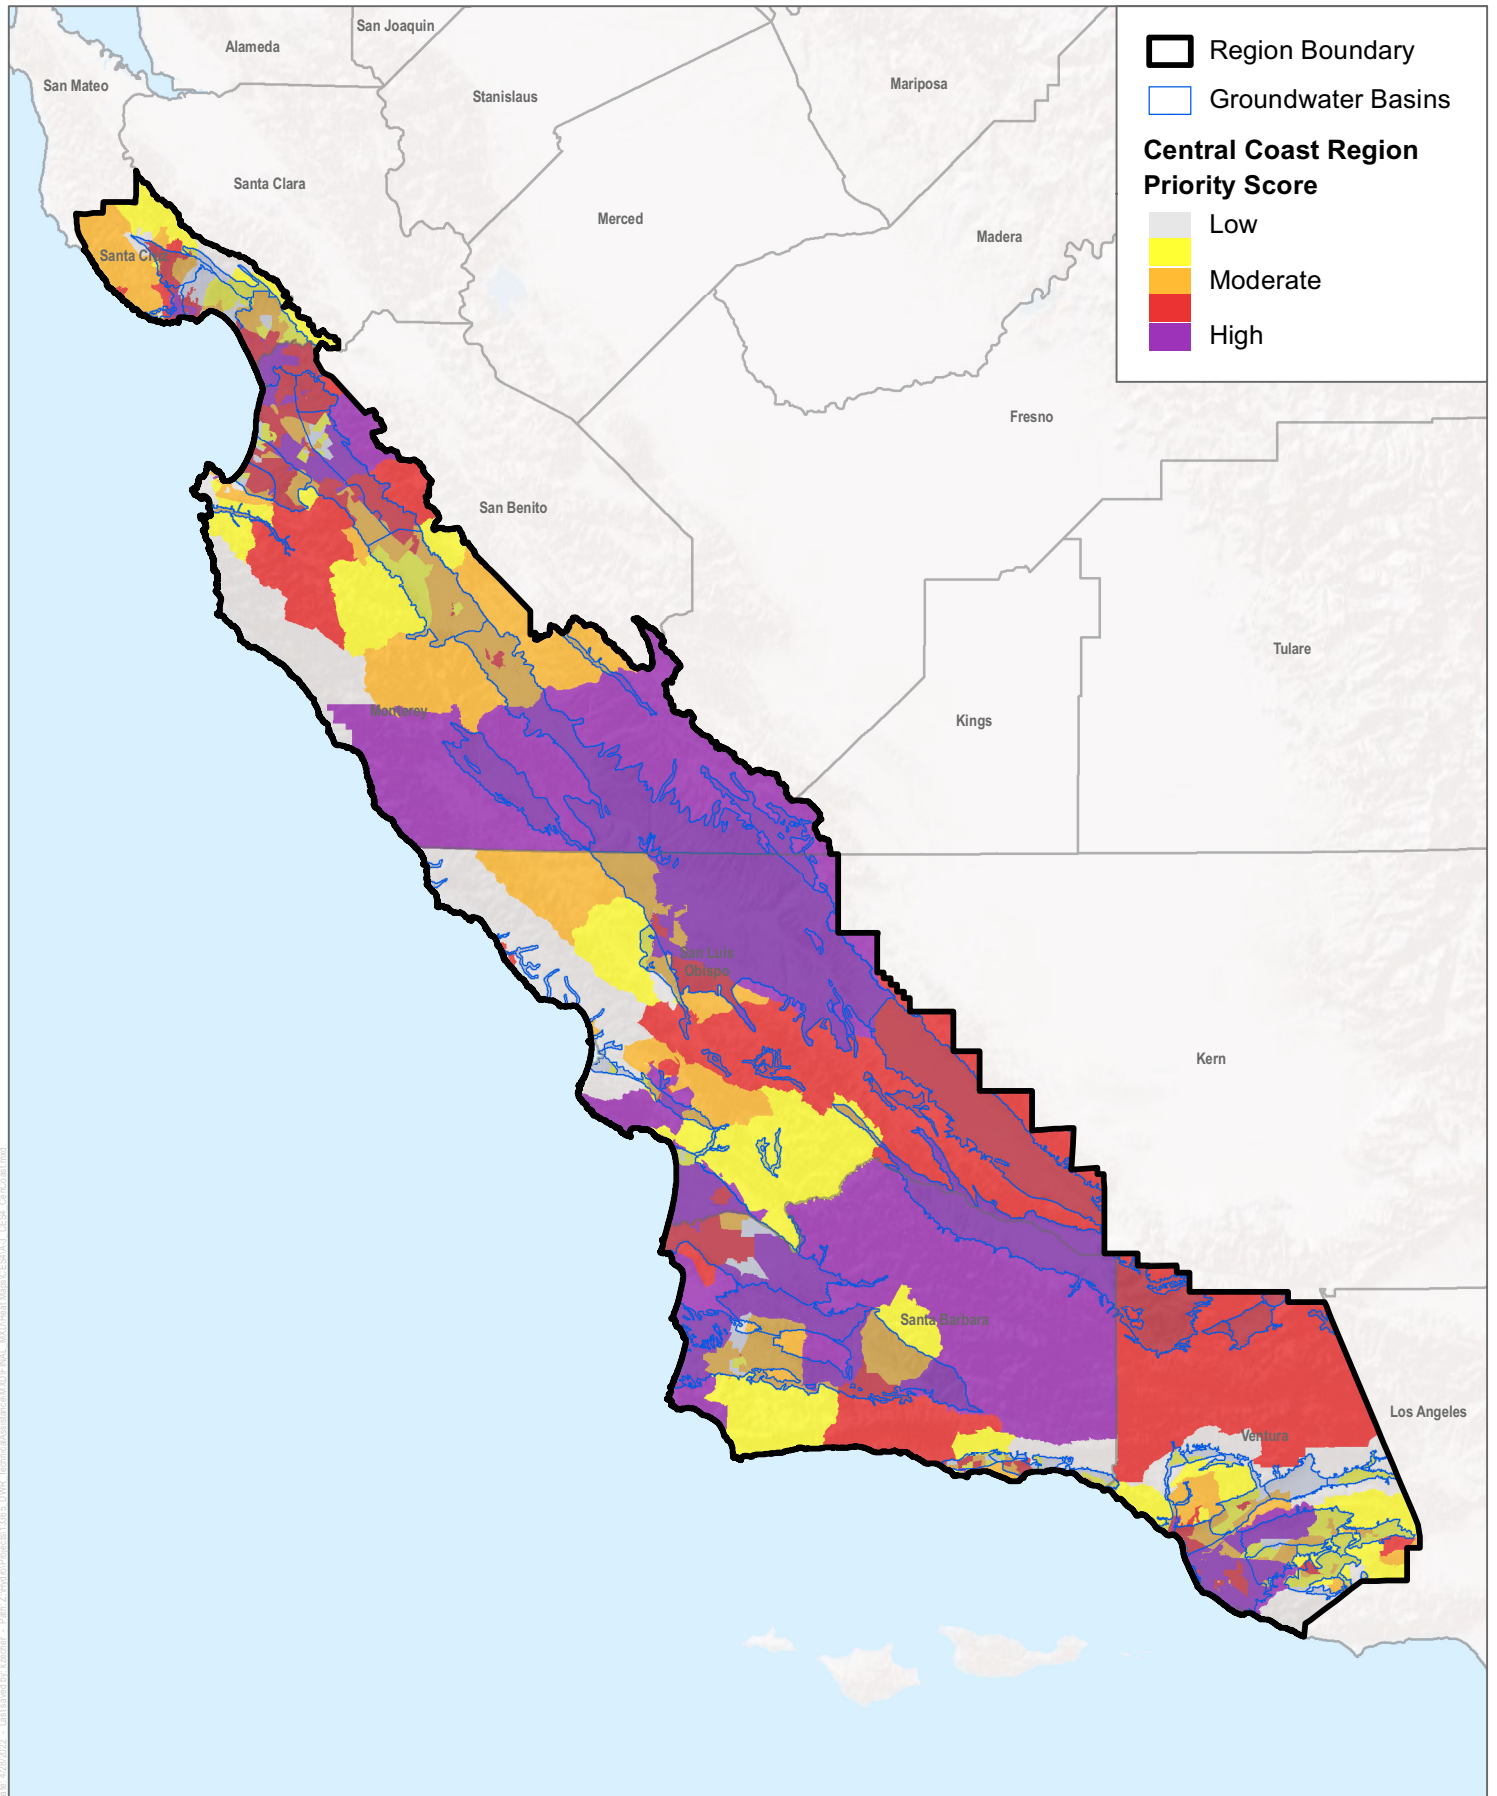 San Joaquin
Alameda
San Mateo
Stanislaus
Mariposa
Santa Clara
Merced
Madera
Santa
Fresno
San Benito
Tulare
Monterey
Kings
San Luis
Obispo
Kern
Santa Barbara
Ventura
Los Angeles
Region Boundary
Groundwater Basins
Central Coast Region
Priority Score
Low
Moderate
High